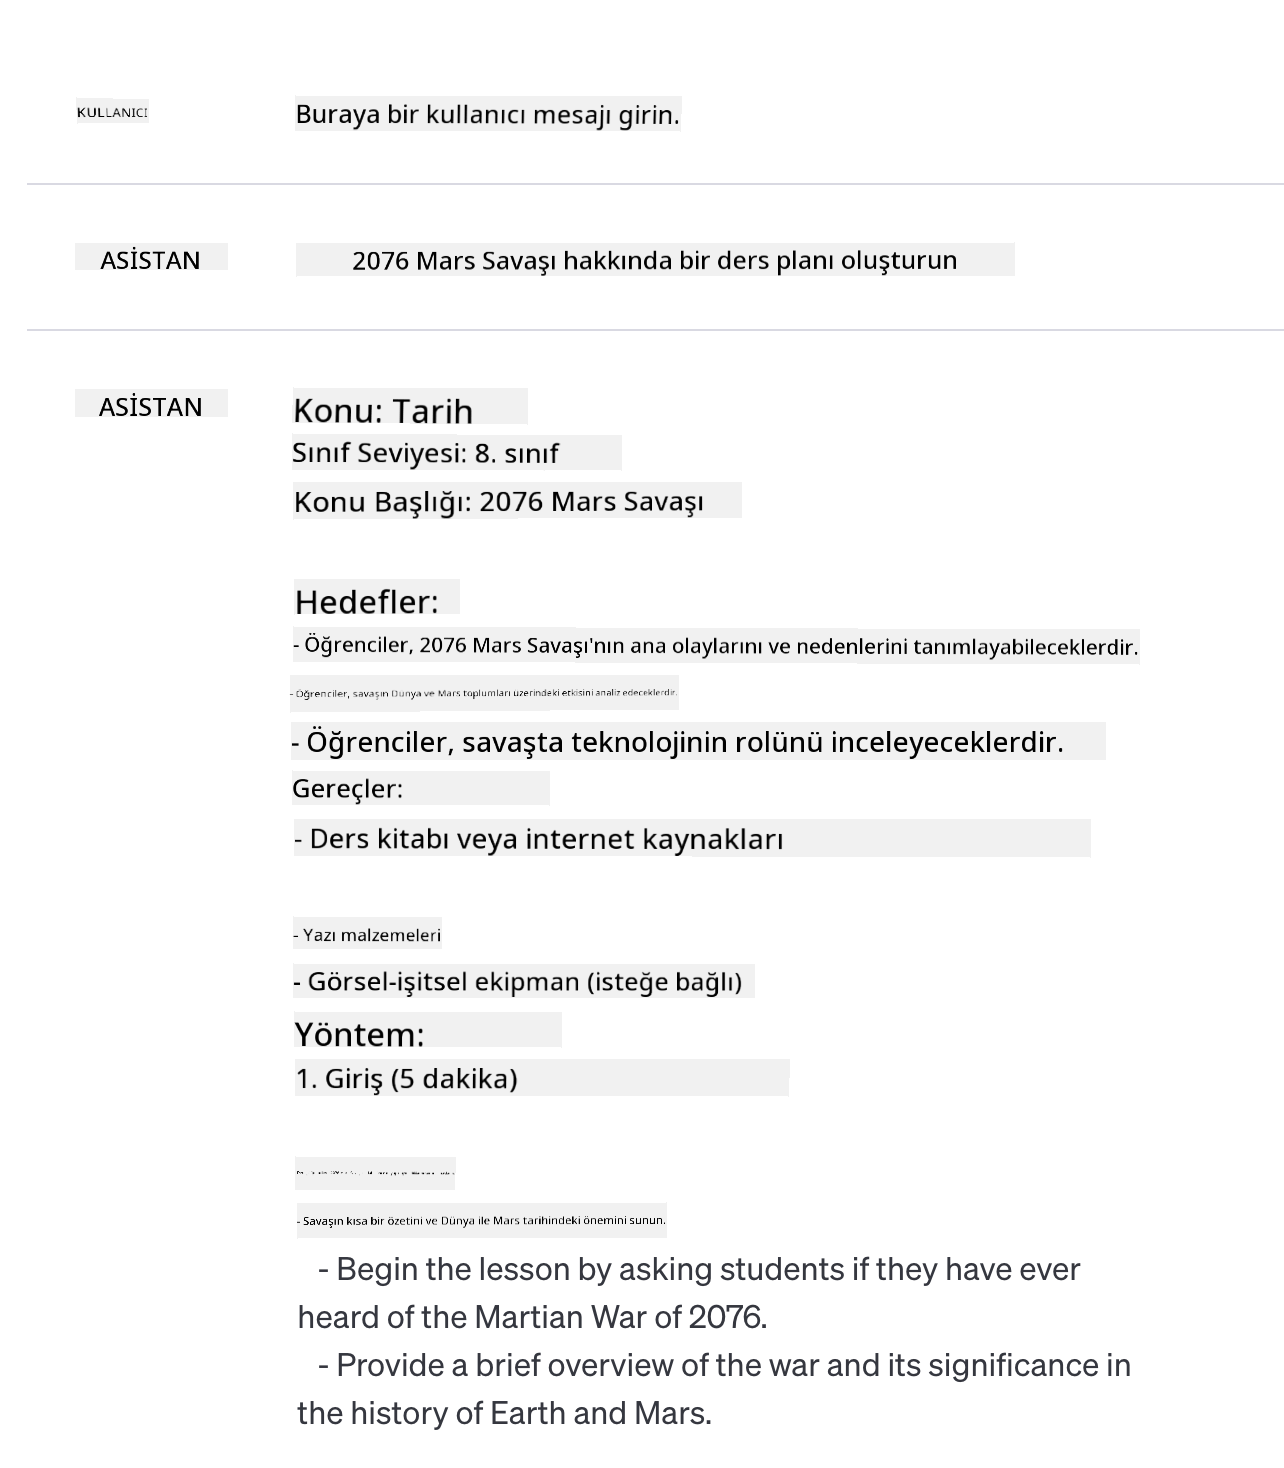 KULLANICI
Buraya bir kullanıcı mesajı girin.
ASİSTAN
2076 Mars Savaşı hakkında bir ders planı oluşturun
ASİSTAN
Konu: Tarih
Sınıf Seviyesi: 8. sınıf
Konu Başlığı: 2076 Mars Savaşı
Hedefler:
- Öğrenciler, 2076 Mars Savaşı'nın ana olaylarını ve nedenlerini tanımlayabileceklerdir.
- Öğrenciler, savaşın Dünya ve Mars toplumları üzerindeki etkisini analiz edeceklerdir.
- Öğrenciler, savaşta teknolojinin rolünü inceleyeceklerdir.
Gereçler:
- Ders kitabı veya internet kaynakları
- Yazı malzemeleri
- Görsel-işitsel ekipman (isteğe bağlı)
Yöntem:
1. Giriş (5 dakika)
- Savaşın kısa bir özetini ve Dünya ile Mars tarihindeki önemini sunun.
- Begin the lesson by asking students if they have ever
heard of the Martian War of 2076.
- Provide a brief overview of the war and its significance in
the history of Earth and Mars.